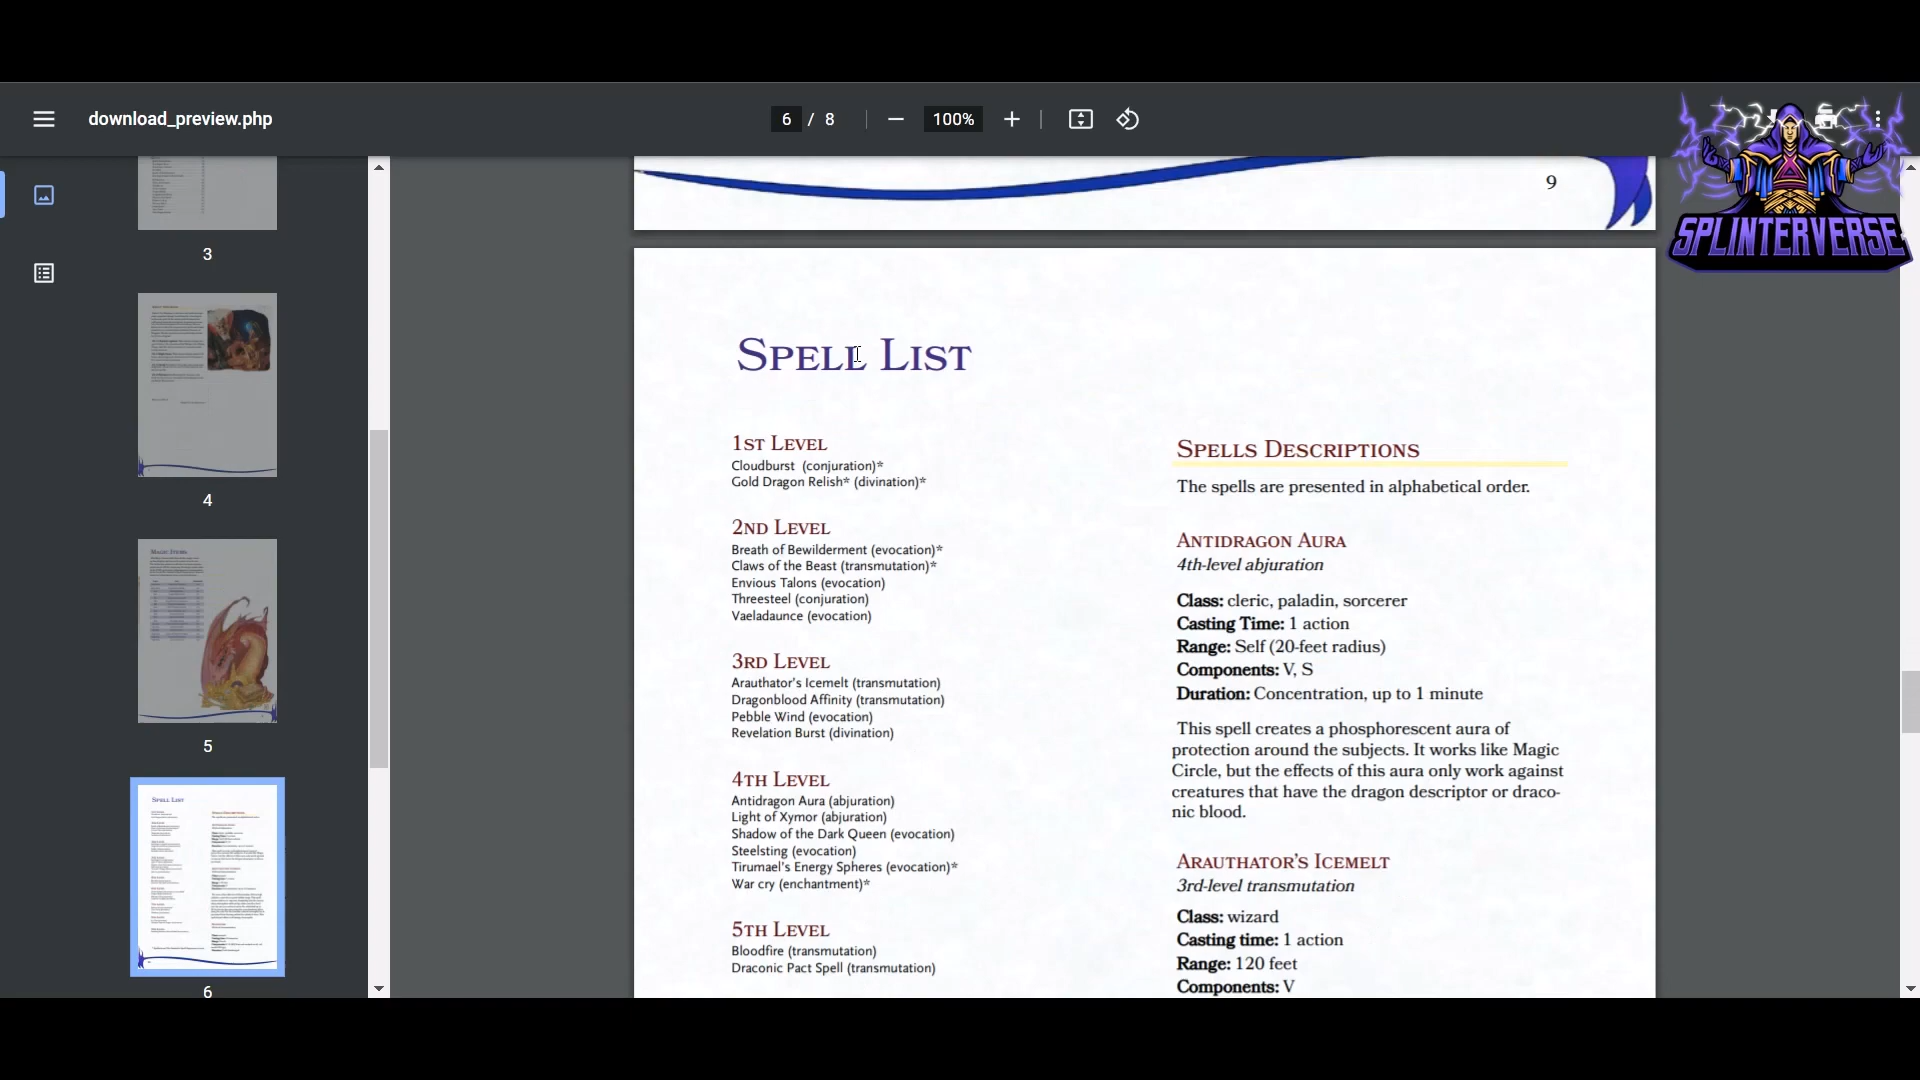 download_preview.php
6 / 8
100%
SPLINTERVERSE
3
4
Magic Items
5
Spell List
6
9
Spell List
1st Level
Cloudburst (conjuration)*
Gold Dragon Relish* (divination)*
2nd Level
Breath of Bewilderment (evocation)*
Claws of the Beast (transmutation)*
Envious Talons (evocation)
Threesteel (conjuration)
Vaeladaunce (evocation)
3rd Level
Arauthator's Icemelt (transmutation)
Dragonblood Affinity (transmutation)
Pebble Wind (evocation)
Revelation Burst (divination)
4th Level
Antidragon Aura (abjuration)
Light of Xymor (abjuration)
Shadow of the Dark Queen (evocation)
Steelsting (evocation)
Tirumael's Energy Spheres (evocation)*
War cry (enchantment)*
5th Level
Bloodfire (transmutation)
Draconic Pact Spell (transmutation)
Spells Descriptions
The spells are presented in alphabetical order.
Antidragon Aura
4th-level abjuration
Class: cleric, paladin, sorcerer
Casting Time: 1 action
Range: Self (20-feet radius)
Components: V, S
Duration: Concentration, up to 1 minute
This spell creates a phosphorescent aura of
protection around the subjects. It works like Magic
Circle, but the effects of this aura only work against
creatures that have the dragon descriptor or draco-
nic blood.
Arauthator's Icemelt
3rd-level transmutation
Class: wizard
Casting time: 1 action
Range: 120 feet
Components: V